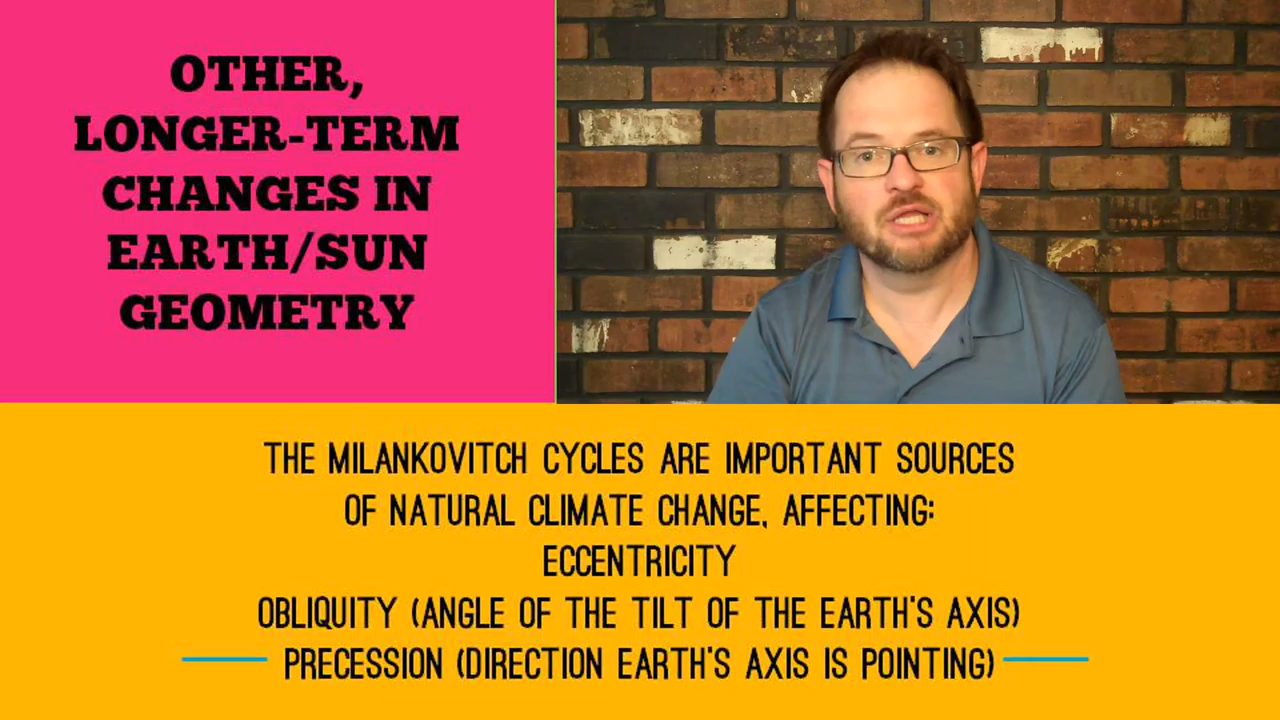 OTHER,
LONGER-TERM
CHANGES IN
EARTH/SUN
GEOMETRY
THE MILANKOVITCH CYCLES ARE IMPORTANT SOURCES
OF NATURAL CLIMATE CHANGE, AFFECTING:
ECCENTRICITY
OBLIQUITY (ANGLE OF THE TILT OF THE EARTH'S AXIS)
PRECESSION (DIRECTION EARTH'S AXIS IS POINTING)